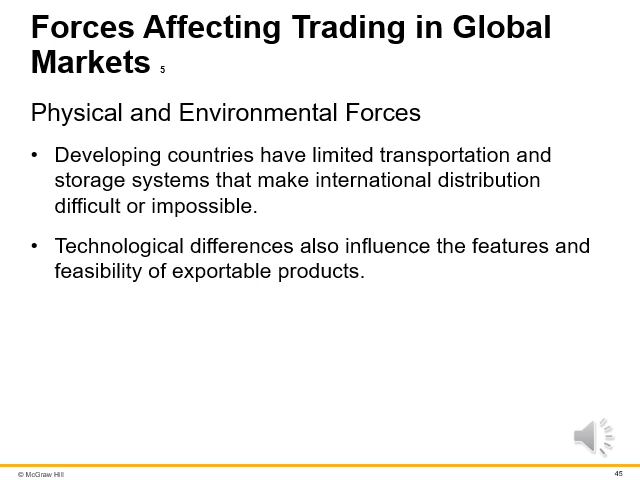 Forces Affecting Trading in Global
Markets 5
Physical and Environmental Forces
• Developing countries have limited transportation and
storage systems that make international distribution
difficult or impossible.
• Technological differences also influence the features and
feasibility of exportable products.
© McGraw Hill
45